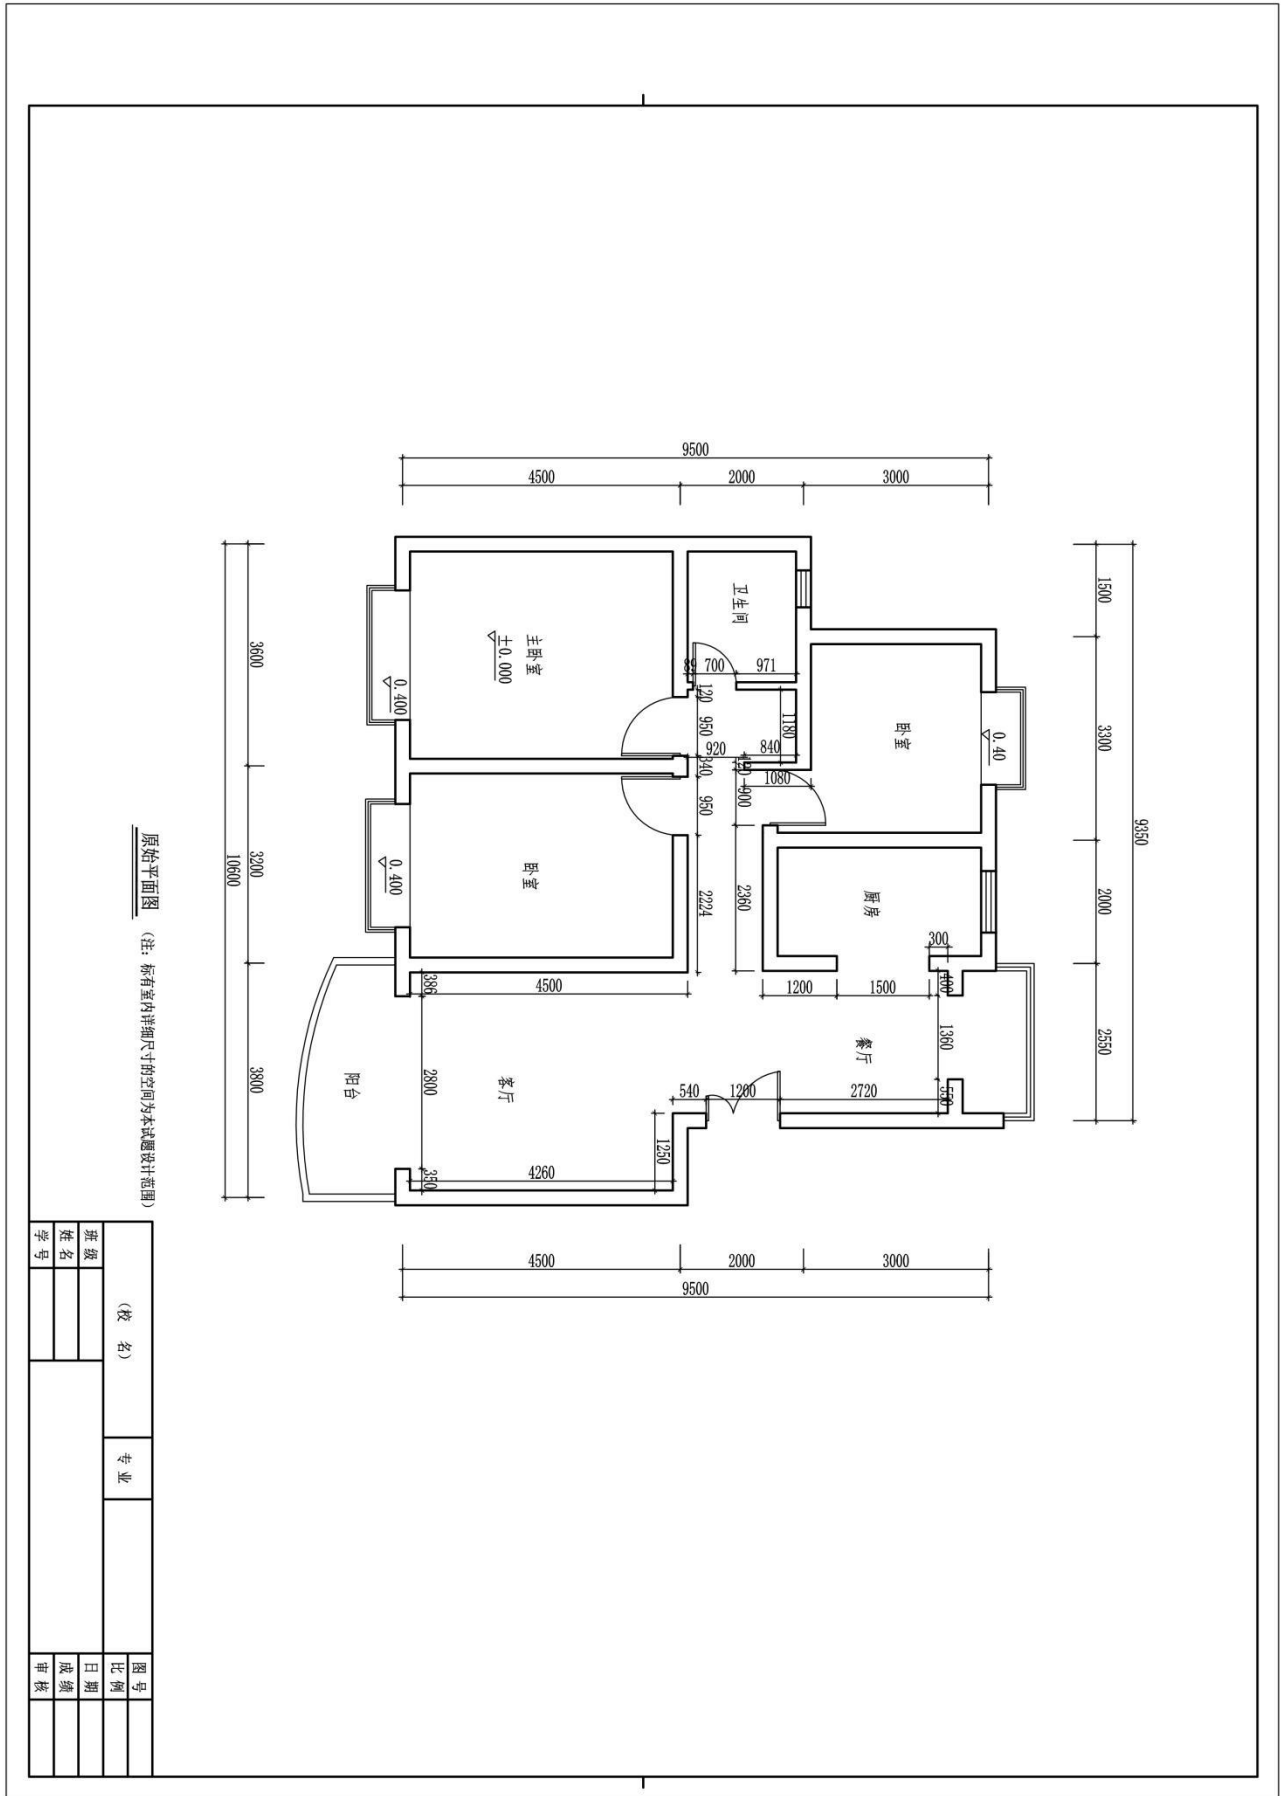 9500
4500
2000
3000
1500
3300
2000
2550
9350
3600
3200
3800
10600
卫生间
主卧室
±0.000
0.400
卧室
0.40
卧室
0.400
厨房
餐厅
客厅
阳台
89
700
971
120
950
920
340
950
2224
1180
840
120
1080
900
2360
300
400
1200
1500
1360
550
2720
1200
540
1250
4260
350
2800
386
4500
4500
2000
3000
9500
原始平面图
(注: 标有室内详细尺寸的空间为本试题设计范围)
(校 名)
专 业
图 号
比 例
班 级
日 期
姓 名
成 绩
学 号
审 核